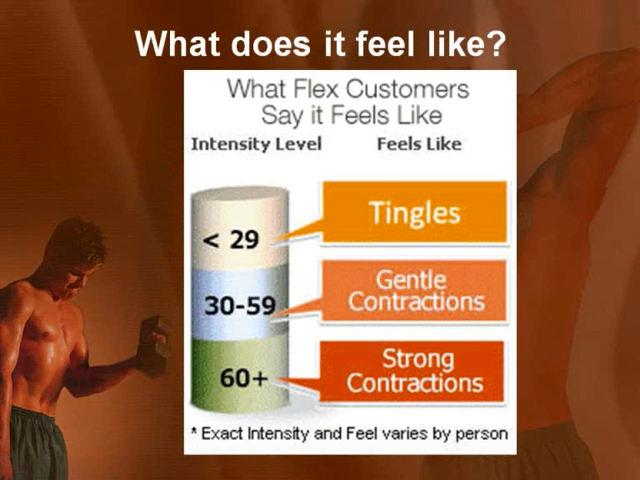 What does it feel like?
What Flex Customers
Say it Feels Like
Intensity Level Feels Like
< 29 Tingles
30-59 Gentle
Contractions
60+ Strong
Contractions
* Exact Intensity and Feel varies by person